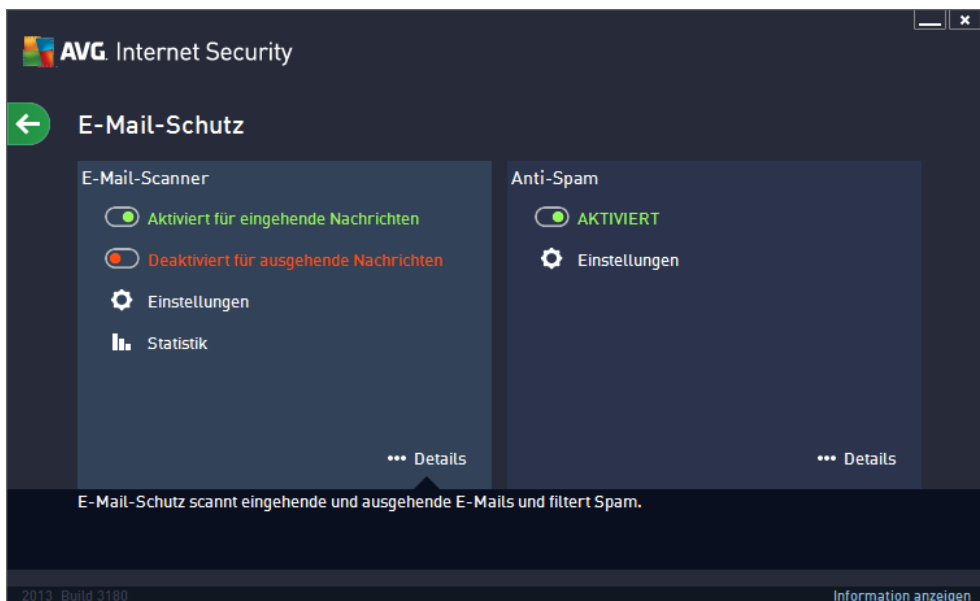 AVG. Internet Security
E-Mail-Schutz
E-Mail-Scanner
Aktiviert für eingehende Nachrichten
Deaktiviert für ausgehende Nachrichten
Einstellungen
Statistik
Details
Anti-Spam
AKTIVIERT
Einstellungen
Details
E-Mail-Schutz scannt eingehende und ausgehende E-Mails und filtert Spam.
2013 Build 3180
Information anzeigen